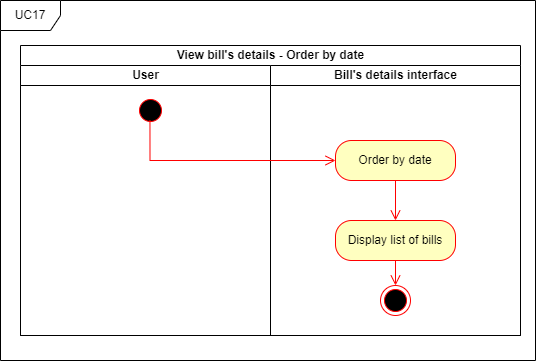 UC17
View bill's details - Order by date
User
Bill's details interface
Order by date
Display list of bills